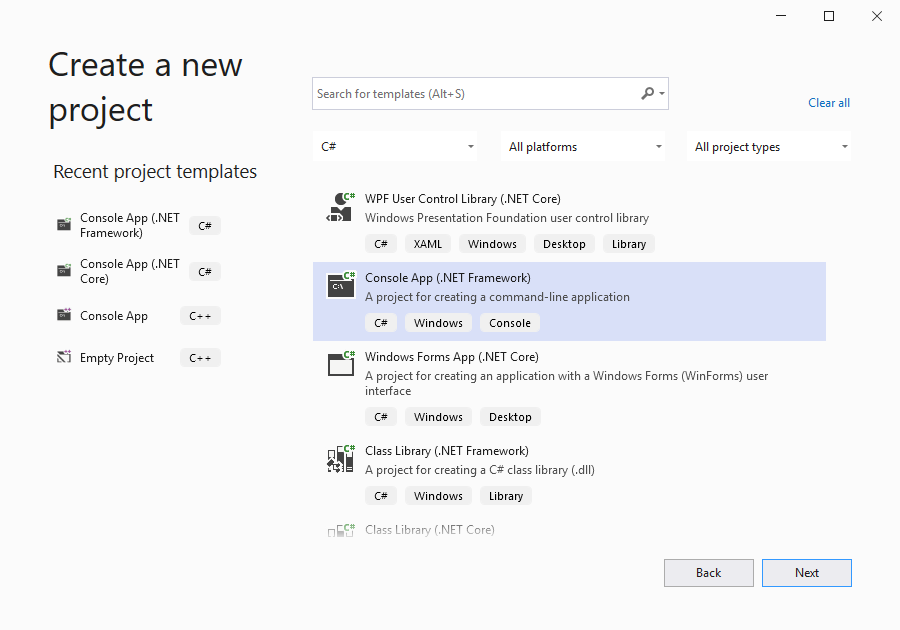 Create a new
project
Search for templates (Alt+S)
Clear all
C#
All platforms
All project types
Recent project templates
Console App (.NET
Framework)
C#
Console App (.NET
Core)
C#
Console App
C++
Empty Project
C++
C#
WPF User Control Library (.NET Core)
Windows Presentation Foundation user control library
C#
XAML
Windows
Desktop
Library
C#
C:\
Console App (.NET Framework)
A project for creating a command-line application
C#
Windows
Console
C#
Windows Forms App (.NET Core)
A project for creating an application with a Windows Forms (WinForms) user
interface
C#
Windows
Desktop
C#
Class Library (.NET Framework)
A project for creating a C# class library (.dll)
C#
Windows
Library
C#
Class Library (.NET Core)
Back
Next